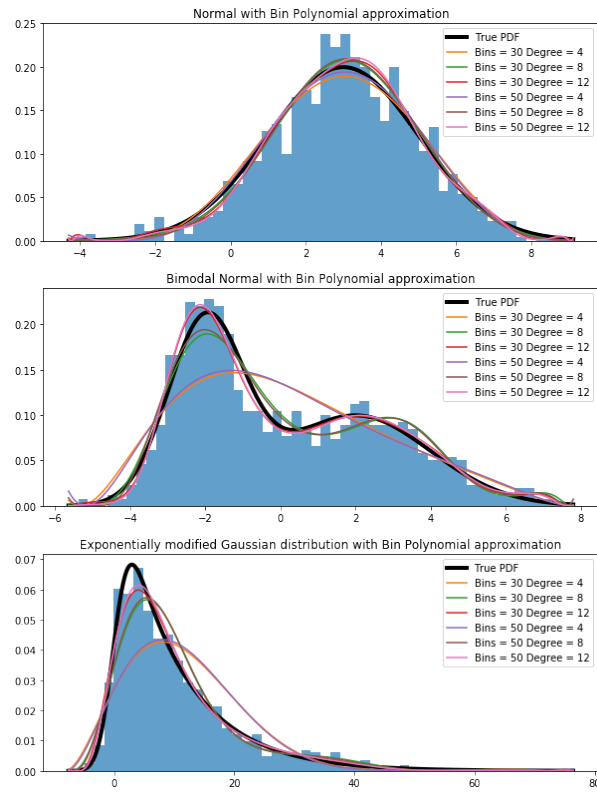 Normal with Bin Polynomial approximation
0.25
0.20
0.15
0.10
0.05
0.00
−4
−2
0
2
4
6
8
True PDF
Bins = 30 Degree = 4
Bins = 30 Degree = 8
Bins = 30 Degree = 12
Bins = 50 Degree = 4
Bins = 50 Degree = 8
Bins = 50 Degree = 12
Bimodal Normal with Bin Polynomial approximation
0.20
0.15
0.10
0.05
0.00
−6
−4
−2
0
2
4
6
8
True PDF
Bins = 30 Degree = 4
Bins = 30 Degree = 8
Bins = 30 Degree = 12
Bins = 50 Degree = 4
Bins = 50 Degree = 8
Bins = 50 Degree = 12
Exponentially modified Gaussian distribution with Bin Polynomial approximation
0.07
0.06
0.05
0.04
0.03
0.02
0.01
0.00
0
20
40
60
80
True PDF
Bins = 30 Degree = 4
Bins = 30 Degree = 8
Bins = 30 Degree = 12
Bins = 50 Degree = 4
Bins = 50 Degree = 8
Bins = 50 Degree = 12